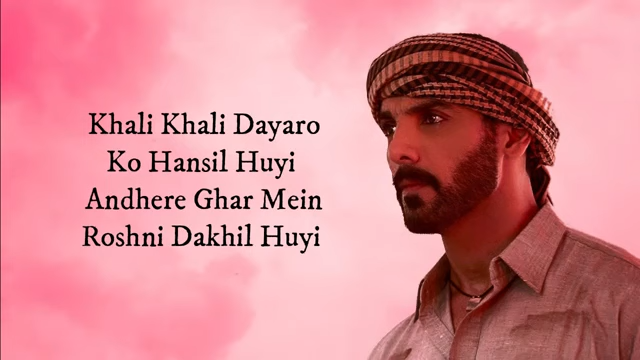 Khali Khali Dayaro
Ko Hansil Huyi
Andhere Ghar Mein
Roshni Dakhil Huyi